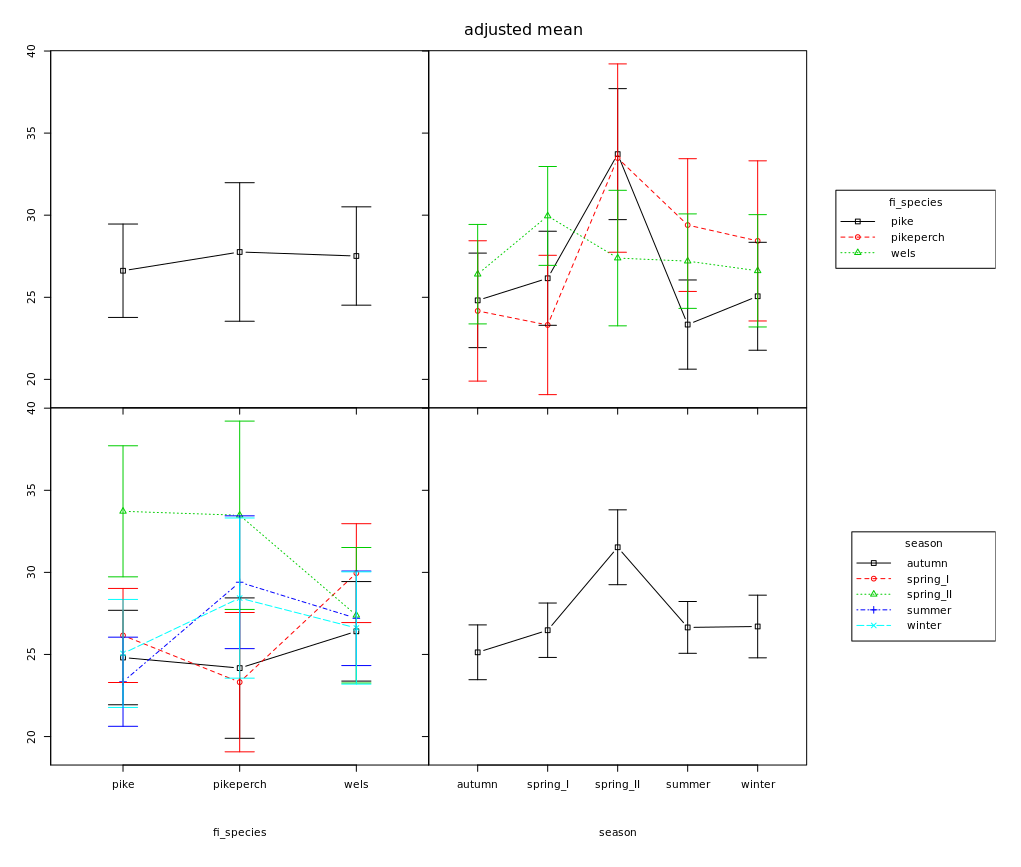 adjusted mean
40
35
30
25
20
fi_species
pike
pikeperch
wels
40
35
30
25
20
season
autumn
spring_I
spring_II
summer
winter
pike pikeperch wels autumn spring_I spring_II summer winter
fi_species season